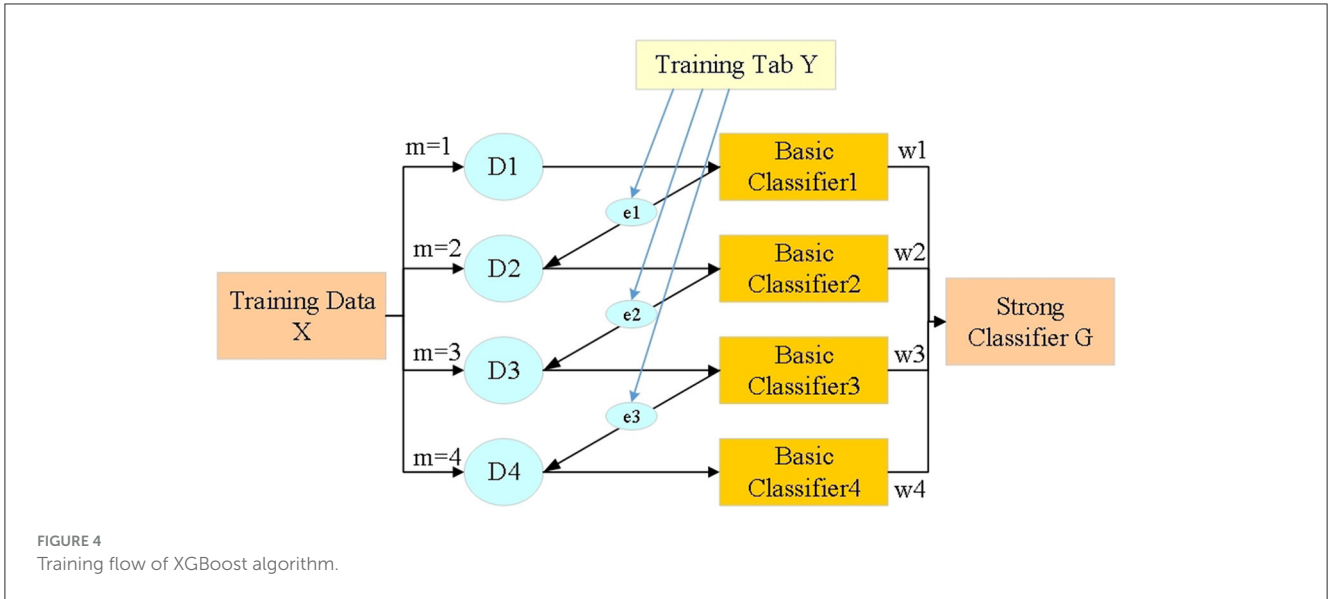 Training Tab Y
m=1
D1
Basic
Classifier1
w1
e1
m=2
D2
Basic
Classifier2
w2
Training Data
X
e2
Strong
Classifier G
m=3
D3
Basic
Classifier3
w3
e3
m=4
D4
Basic
Classifier4
w4
FIGURE 4
Training flow of XGBoost algorithm.